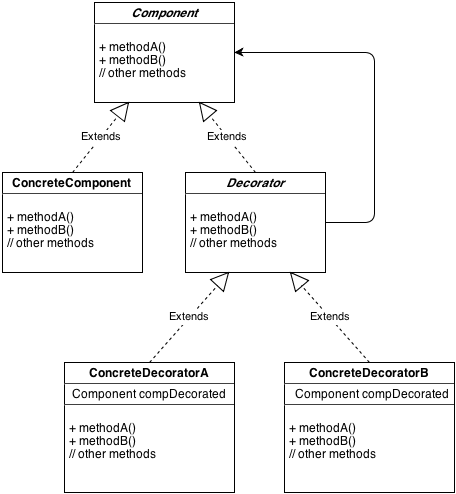 Component
+ methodA()
+ methodB()
// other methods
Extends
Extends
ConcreteComponent
+ methodA()
+ methodB()
// other methods
Decorator
+ methodA()
+ methodB()
// other methods
Extends
Extends
ConcreteDecoratorA
Component compDecorated
+ methodA()
+ methodB()
// other methods
ConcreteDecoratorB
Component compDecorated
+ methodA()
+ methodB()
// other methods